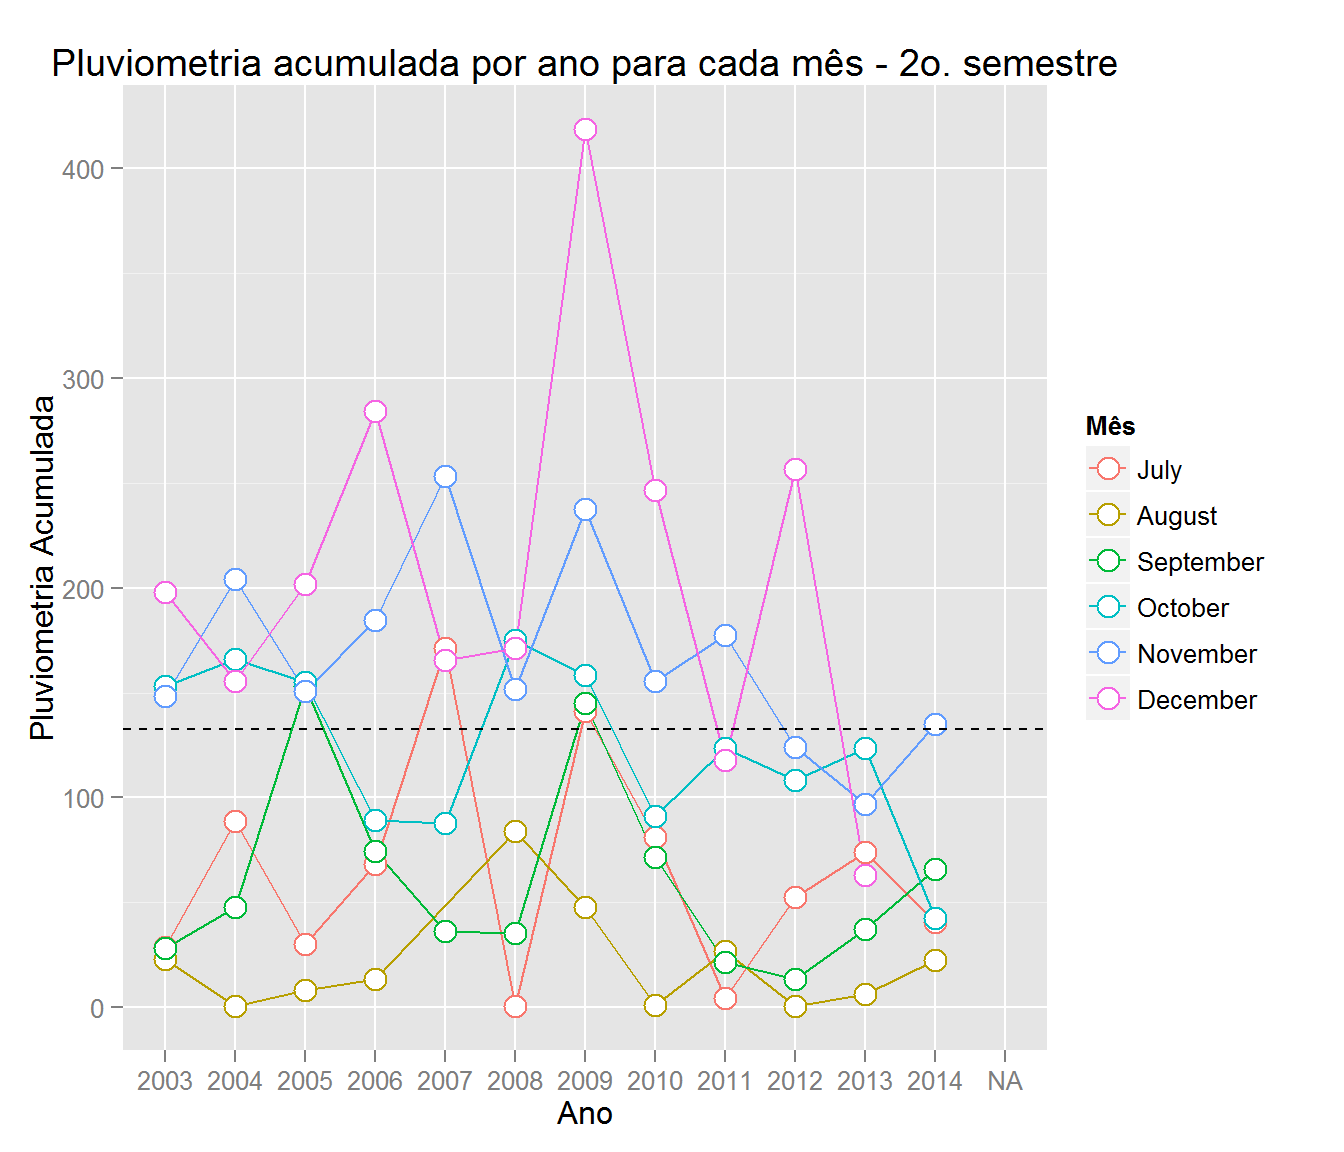 Pluviometria acumulada por ano para cada mês - 2o. semestre
Pluviometria Acumulada
400
300
200
100
0
2003 2004 2005 2006 2007 2008 2009 2010 2011 2012 2013 2014 NA
Ano
Mês
July
August
September
October
November
December